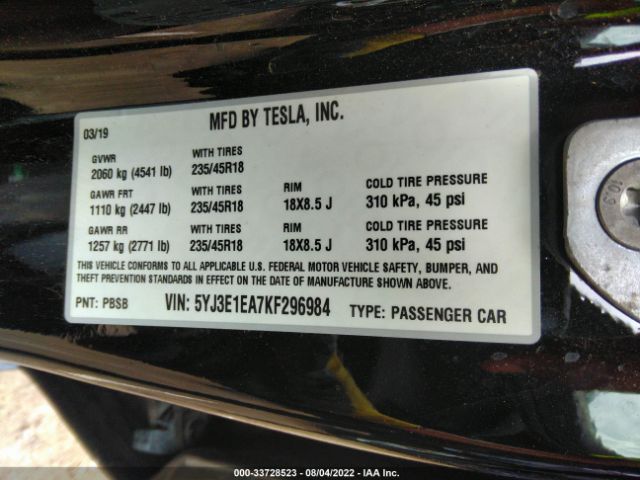 MFD BY TESLA, INC.
03/19
GVWR WITH TIRES
2060 kg (4541 lb) 235/45R18
GAWR FRT WITH TIRES RIM COLD TIRE PRESSURE
1110 kg (2447 lb) 235/45R18 18X8.5 J 310 kPa, 45 psi
GAWR RR WITH TIRES RIM COLD TIRE PRESSURE
1257 kg (2771 lb) 235/45R18 18X8.5 J 310 kPa, 45 psi
THIS VEHICLE CONFORMS TO ALL APPLICABLE U.S. FEDERAL MOTOR VEHICLE SAFETY, BUMPER, AND
THEFT PREVENTION STANDARDS IN EFFECT ON THE DATE OF MANUFACTURE SHOWN ABOVE.
PNT: PBSB VIN: 5YJ3E1EA7KF296984 TYPE: PASSENGER CAR
10.9
000-33728523 - 08/04/2022 - IAA Inc.